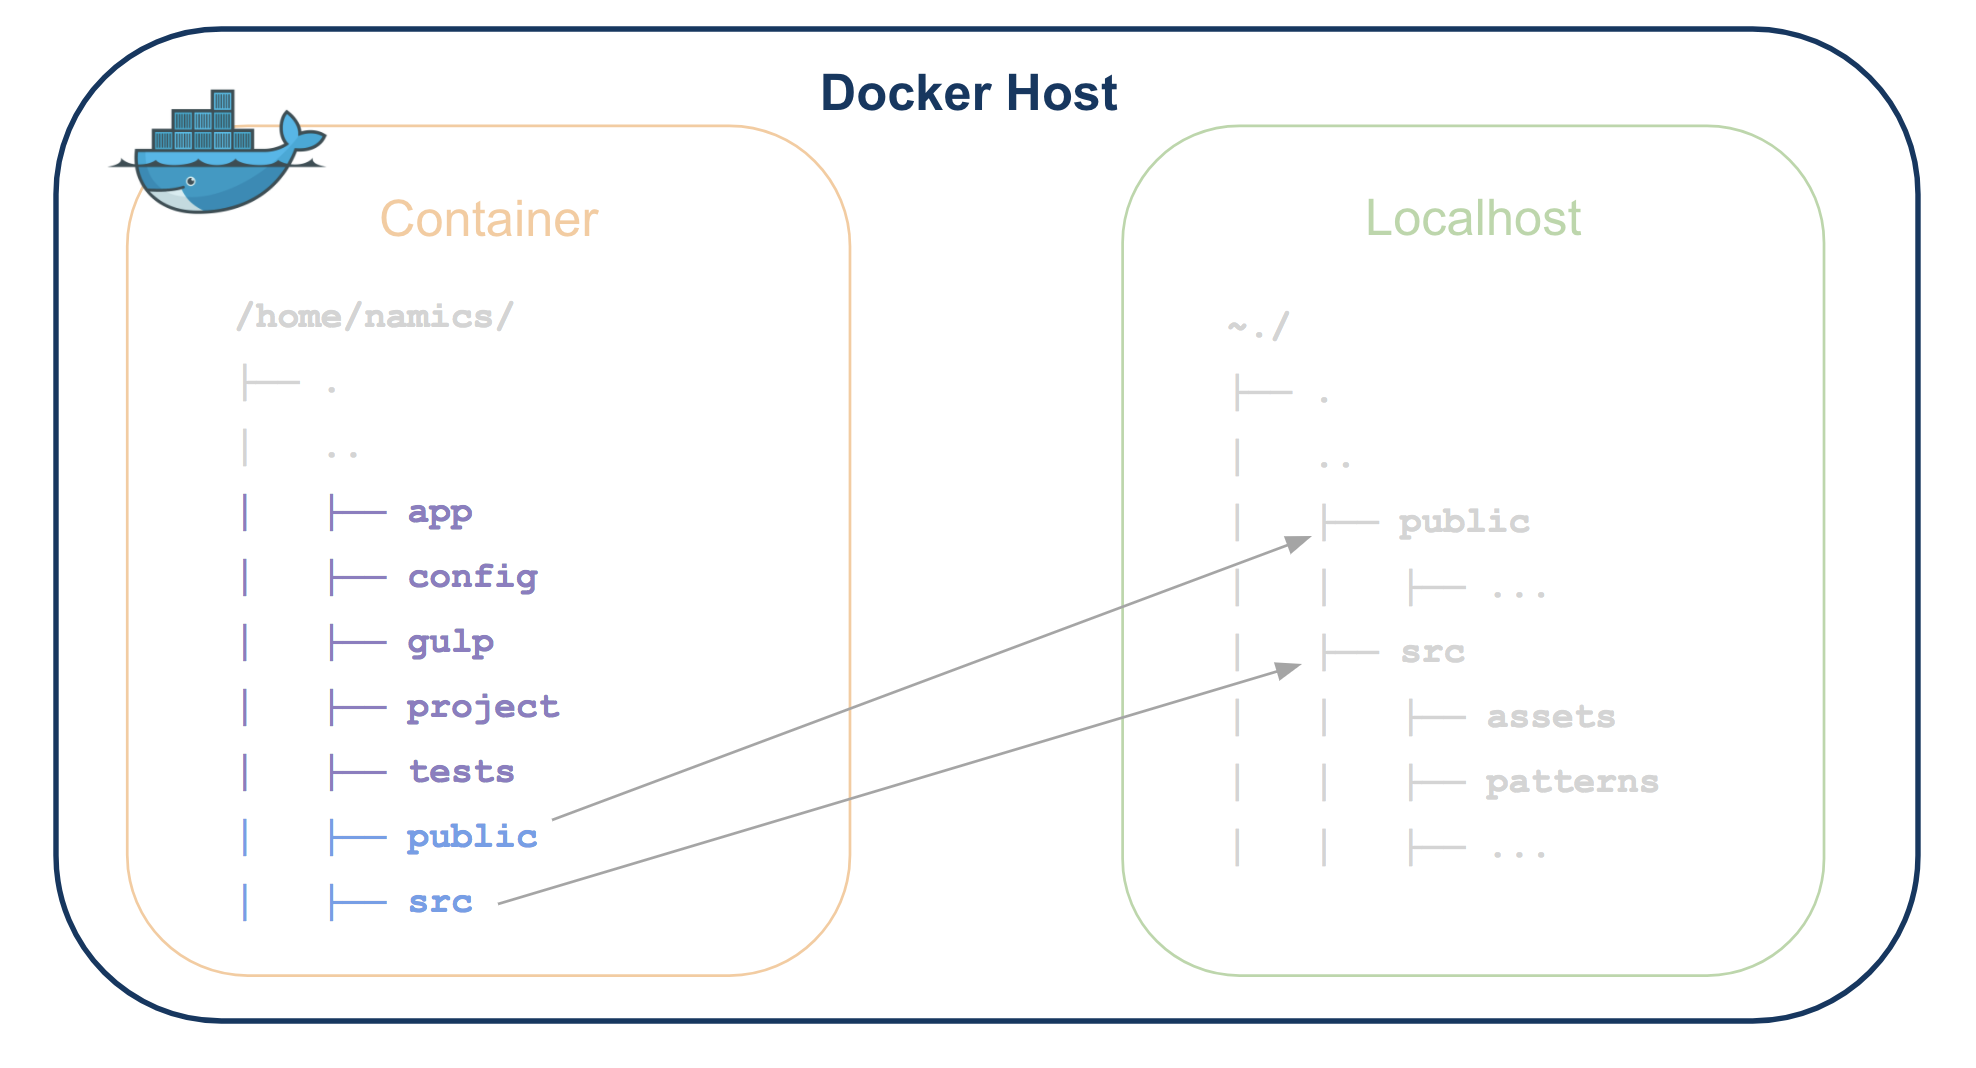 Docker Host
Container
/home/namics/
├── .
│   ..
│   ├── app
│   ├── config
│   ├── gulp
│   ├── project
│   ├── tests
│   ├── public
│   ├── src
Localhost
~./
├── .
│   ..
│   ├── public
│   │   ├── ...
│   ├── src
│   │   ├── assets
│   │   ├── patterns
│   │   ├── ...